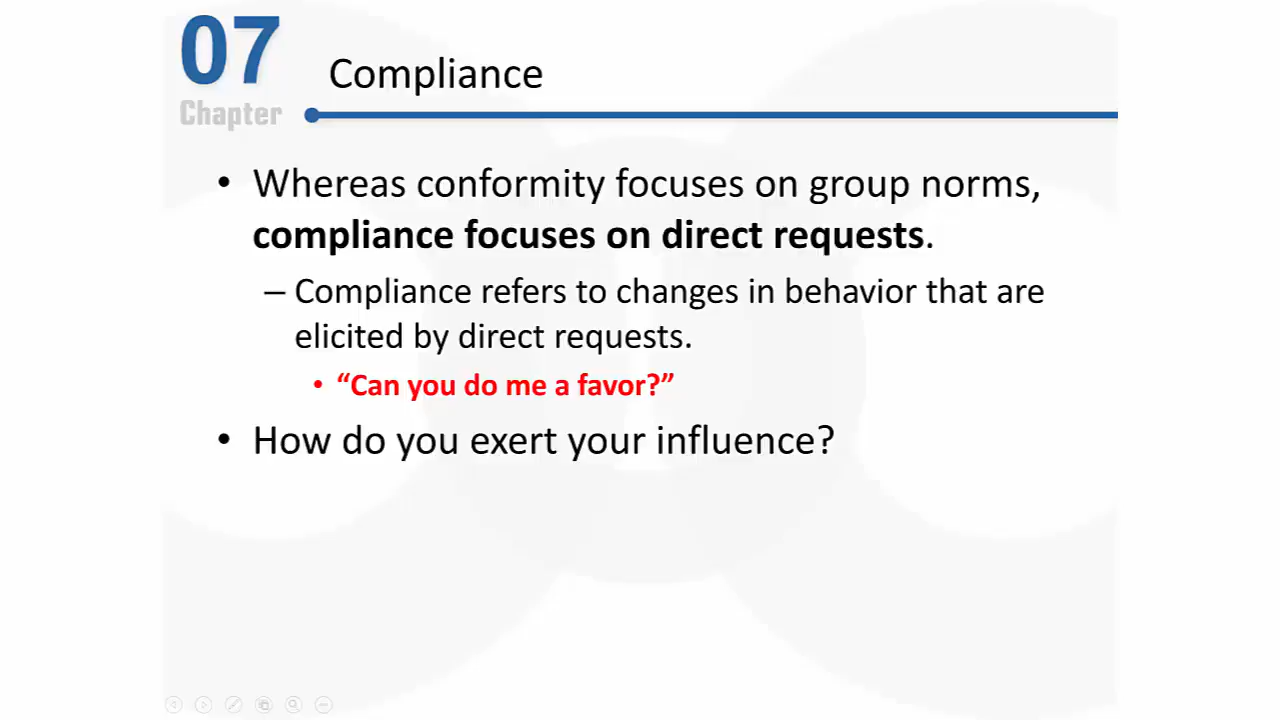 07
Chapter
Compliance
• Whereas conformity focuses on group norms,
compliance focuses on direct requests.
– Compliance refers to changes in behavior that are
elicited by direct requests.
• “Can you do me a favor?”
• How do you exert your influence?